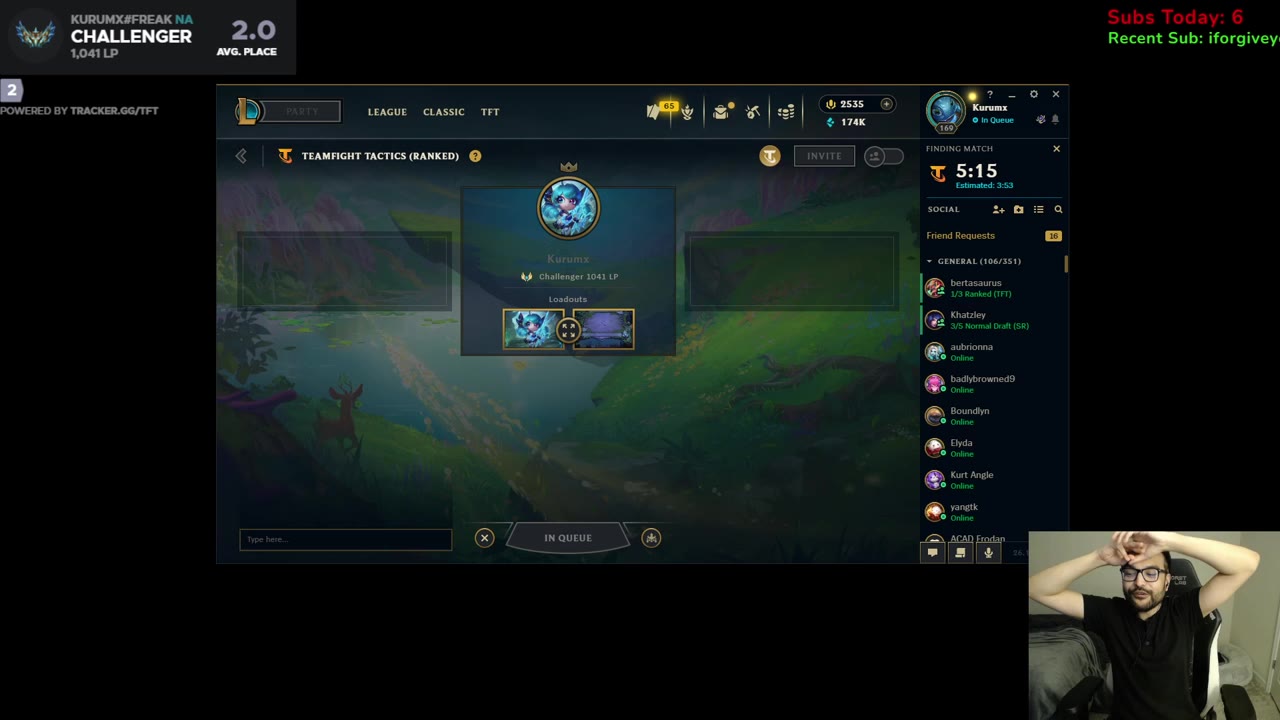 KURUMX#FREAK NA
CHALLENGER
1,041 LP
2.0
AVG. PLACE
2
POWERED BY TRACKER.GG/TFT
Subs Today: 6
Recent Sub: iforgivey
PARTY
LEAGUE
CLASSIC
TFT
65
2535
174K
169
Kurumx
In Queue
TEAMFIGHT TACTICS (RANKED)
INVITE
FINDING MATCH
5:15
Estimated: 3:53
SOCIAL
Friend Requests
16
GENERAL (106/351)
bertasaurus
1/3 Ranked (TFT)
Khatzley
3/5 Normal Draft (SR)
aubrionna
Online
badlybrowned9
Online
Boundlyn
Online
Elyda
Online
Kurt Angle
Online
yangtk
Online
ACAD Frodan
Kurumx
Challenger 1041 LP
Loadouts
Type here...
IN QUEUE